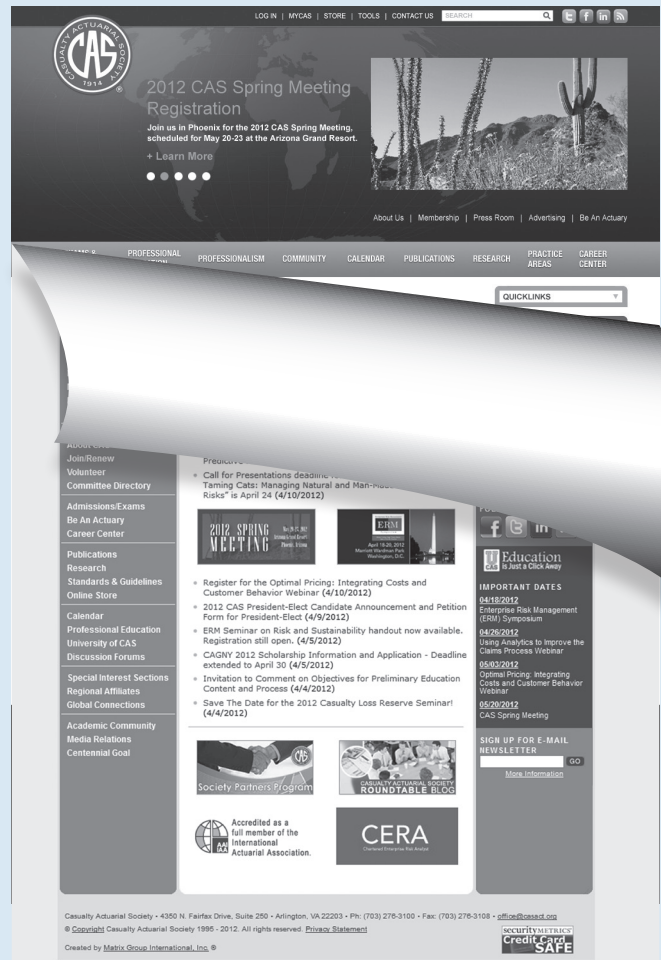 LOG IN | MYCAS | STORE | TOOLS | CONTACT US SEARCH
CASUALTY ACTUARIAL SOCIETY
CAS
1914
2012 CAS Spring Meeting
Registration
Join us in Phoenix for the 2012 CAS Spring Meeting,
scheduled for May 20-23 at the Arizona Grand Resort.
+ Learn More
About Us | Membership | Press Room | Advertising | Be An Actuary
PROFESSIONAL
PROFESSIONALISM
COMMUNITY
CALENDAR
PUBLICATIONS
RESEARCH
PRACTICE
AREAS
CAREER
CENTER
QUICKLINKS
Join/Renew
Volunteer
Committee Directory
Admissions/Exams
Be An Actuary
Career Center
Publications
Research
Standards & Guidelines
Online Store
Calendar
Professional Education
University of CAS
Discussion Forums
Special Interest Sections
Regional Affiliates
Global Connections
Academic Community
Media Relations
Centennial Goal
Call for Presentations deadline
Taming Cats: Managing Natural and
Risks" is April 24 (4/10/2012)
2012 SPRING
MEETING
ERM
April 18-20, 2012
Marriott Wardman Park
Washington, D.C.
Register for the Optimal Pricing: Integrating Costs and
Customer Behavior Webinar (4/10/2012)
2012 CAS President-Elect Candidate Announcement and Petition
Form for President-Elect (4/9/2012)
ERM Seminar on Risk and Sustainability handout now available.
Registration still open. (4/5/2012)
CAGNY 2012 Scholarship Information and Application - Deadline
extended to April 30 (4/5/2012)
Invitation to Comment on Objectives for Preliminary Education
Content and Process (4/4/2012)
Save The Date for the 2012 Casualty Loss Reserve Seminar!
(4/4/2012)
Society Partners Program
CASUALTY ACTUARIAL SOCIETY
ROUNDTABLE BLOG
Accredited as a
full member of the
International
Actuarial Association.
AAI
IAA
CERA
Chartered Enterprise Risk Analyst
U Education
CAS is Just a Click Away
IMPORTANT DATES
04/18/2012
Enterprise Risk Management
(ERM) Symposium
04/26/2012
Using Analytics to Improve the
Claims Process Webinar
05/03/2012
Optimal Pricing: Integrating
Costs and Customer Behavior
Webinar
05/20/2012
CAS Spring Meeting
SIGN UP FOR E-MAIL
NEWSLETTER
GO
More Information
Casualty Actuarial Society • 4350 N. Fairfax Drive, Suite 250 • Arlington, VA 22203 • Ph: (703) 276-3100 • Fax: (703) 276-3108 • office@casact.org
© Copyright Casualty Actuarial Society 1995 - 2012. All rights reserved. Privacy Statement
Created by Matrix Group International, Inc. ®
securityMETRICS
Credit Card
SAFE